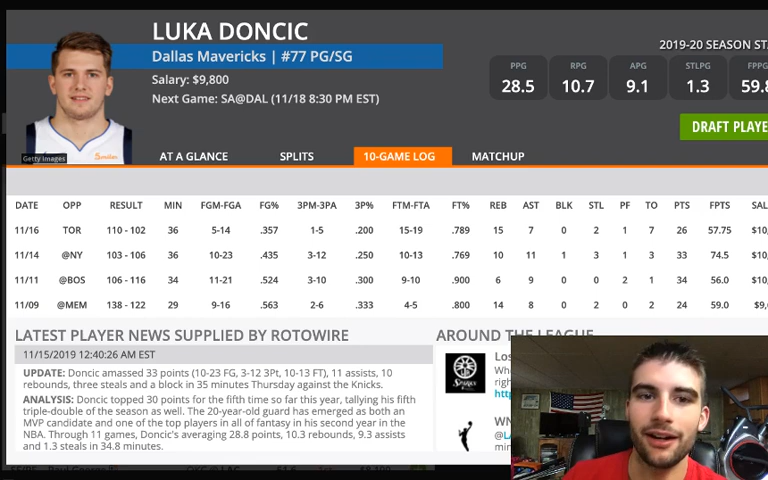 LUKA DONCIC
Dallas Mavericks | #77 PG/SG
Salary: $9,800
Next Game: SA@DAL (11/18 8:30 PM EST)
Getty Images
2019-20 SEASON ST
PPG RPG APG STLPG FPPG
28.5 10.7 9.1 1.3 59.8
DRAFT PLAYE
AT A GLANCE SPLITS 10-GAME LOG MATCHUP
DATE OPP RESULT MIN FGM-FGA FG% 3PM-3PA 3P% FTM-FTA FT% REB AST BLK STL PF TO PTS FPTS SAL
11/16 TOR 110 - 102 36 5-14 .357 1-5 .200 15-19 .789 15 7 0 2 1 7 26 57.75 $10,
11/14 @NY 103 - 106 36 10-23 .435 3-12 .250 10-13 .769 10 11 1 3 1 3 33 74.5 $10,
11/11 @BOS 106 - 116 34 11-21 .524 3-10 .300 9-10 .900 6 9 0 0 2 1 34 56.0 $10,
11/09 @MEM 138 - 122 29 9-16 .563 2-6 .333 4-5 .800 14 8 0 2 0 2 24 59.0 $9,
LATEST PLAYER NEWS SUPPLIED BY ROTOWIRE
11/15/2019 12:40:26 AM EST
UPDATE: Doncic amassed 33 points (10-23 FG, 3-12 3Pt, 10-13 FT), 11 assists, 10
rebounds, three steals and a block in 35 minutes Thursday against the Knicks.
ANALYSIS: Doncic topped 30 points for the fifth time so far this year, tallying his fifth
triple-double of the season as well. The 20-year-old guard has emerged as both an
MVP candidate and one of the top players in all of fantasy in his second year in the
NBA. Through 11 games, Doncic's averaging 28.8 points, 10.3 rebounds, 9.3 assists
and 1.3 steals in 34.8 minutes.
AROUND THE LEAGUE
Los
Whe
righ
http
WN
@LA
min